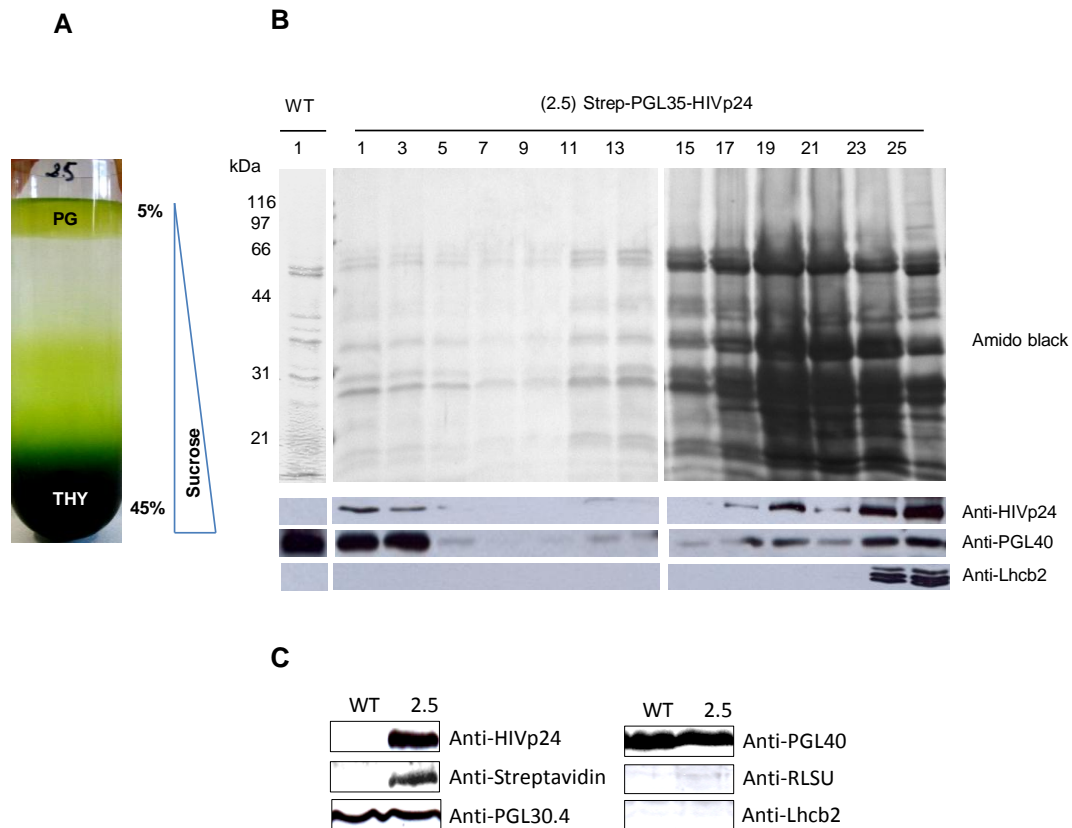 A
B
WT
(2.5) Strep-PGL35-HIVp24
1 1 3 5 7 9 11 13 15 17 19 21 23 25
kDa
116
97
66
44
31
21
Amido black
Anti-HIVp24
Anti-PGL40
Anti-Lhcb2
2.5
PG
THY
5%
45%
Sucrose
C
WT 2.5
Anti-HIVp24
Anti-Streptavidin
Anti-PGL30.4
WT 2.5
Anti-PGL40
Anti-RLSU
Anti-Lhcb2